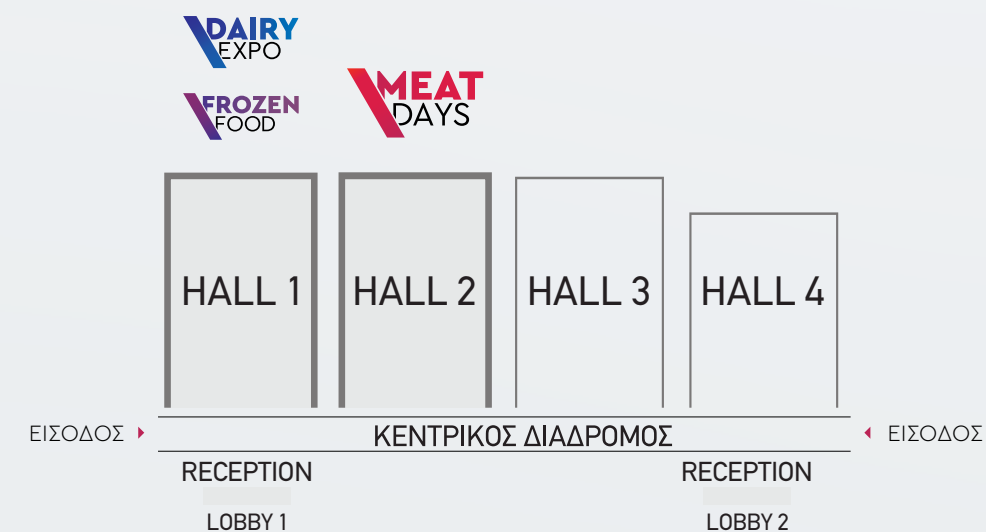 DAIRY
EXPO
FROZEN
FOOD
MEAT
DAYS
HALL 1
HALL 2
HALL 3
HALL 4
ΕΙΣΟΔΟΣ
ΚΕΝΤΡΙΚΟΣ ΔΙΑΔΡΟΜΟΣ
ΕΙΣΟΔΟΣ
RECEPTION
LOBBY 1
RECEPTION
LOBBY 2